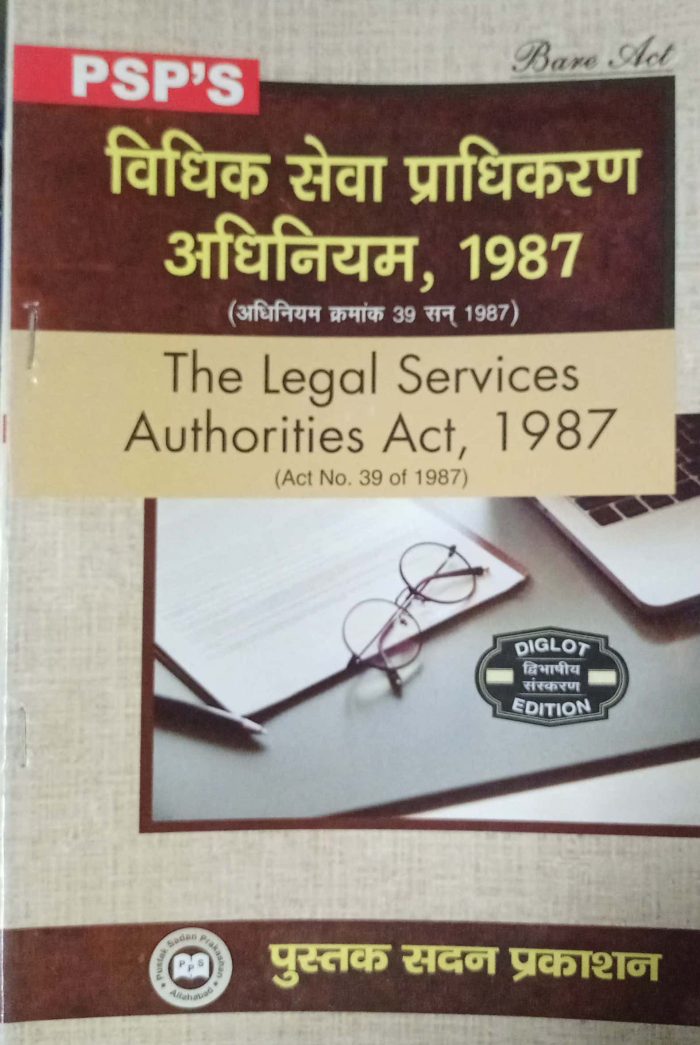 Bare Act
PSP'S
विधिक सेवा प्राधिकरण
अधिनियम, 1987
(अधिनियम क्रमांक 39 सन् 1987)
The Legal Services
Authorities Act, 1987
(Act No. 39 of 1987)
DIGLOT
द्विभाषीय
संस्करण
EDITION
Pustak Sadan Prakashan
P P S
Allahabad
पुस्तक सदन प्रकाशन